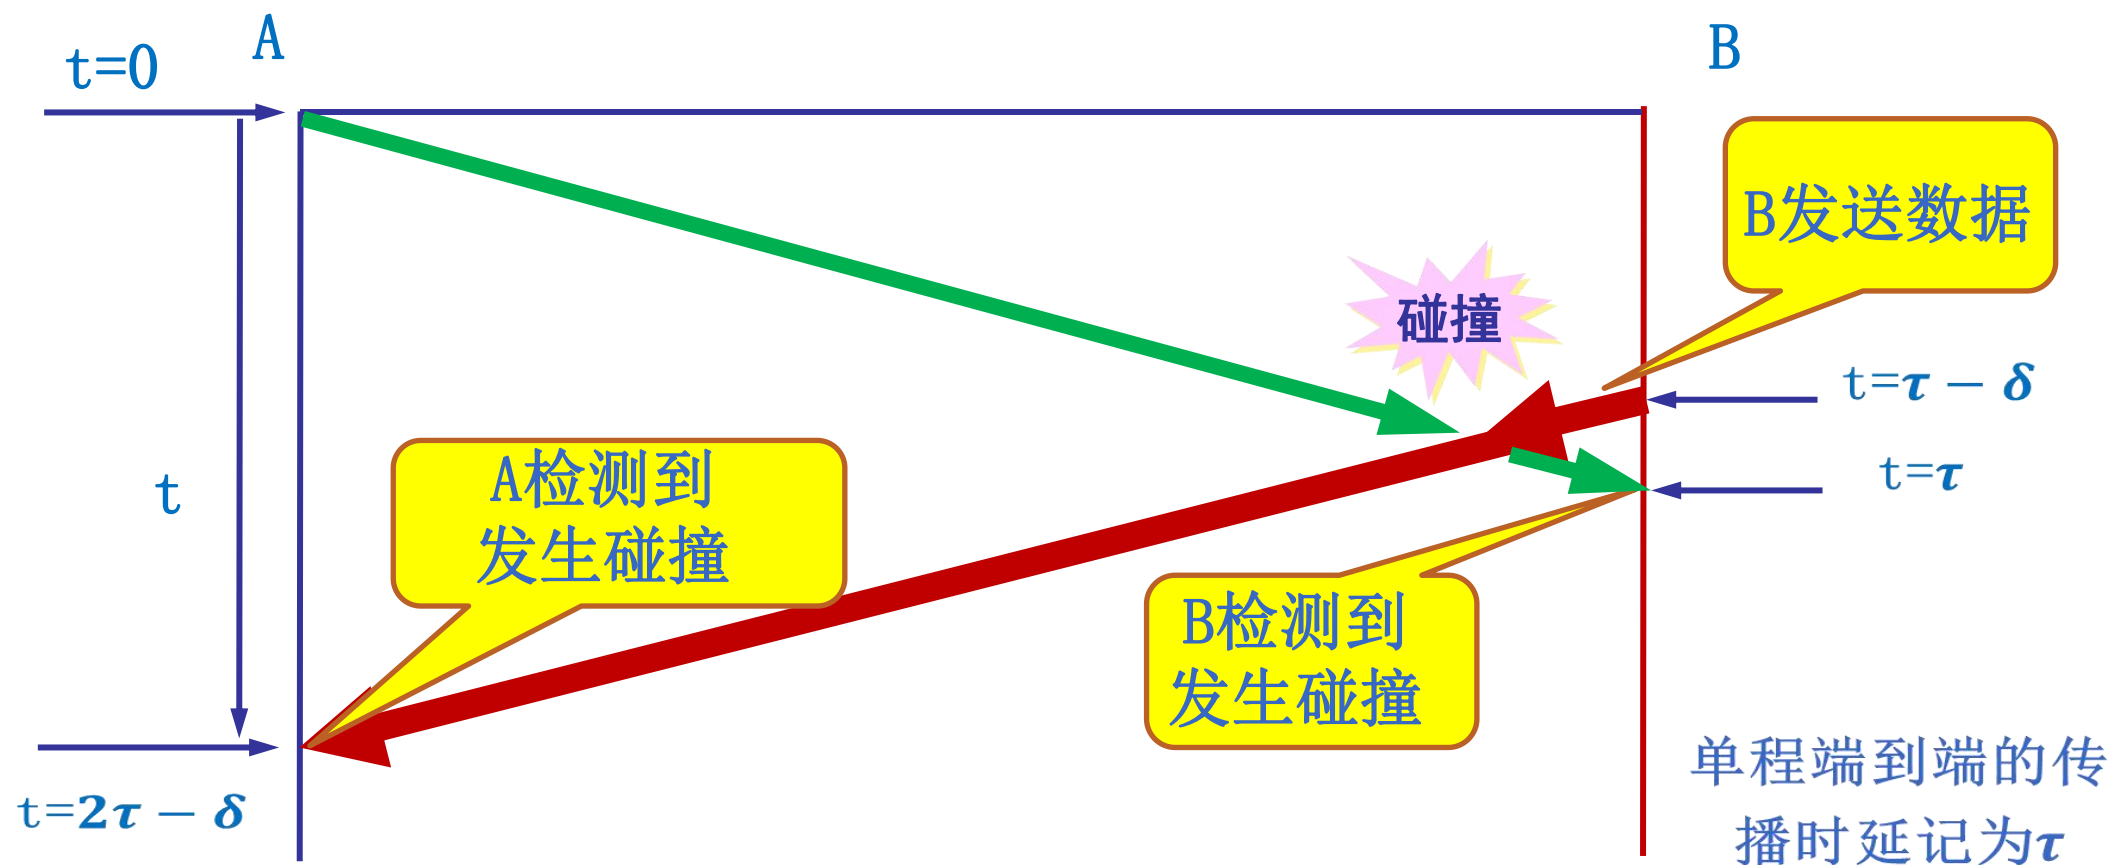 A
B
t=0
B发送数据
碰撞
t=τ − δ
A检测到
发生碰撞
t=τ
t
B检测到
发生碰撞
t=2τ − δ
单程端到端的传
播时延记为τ